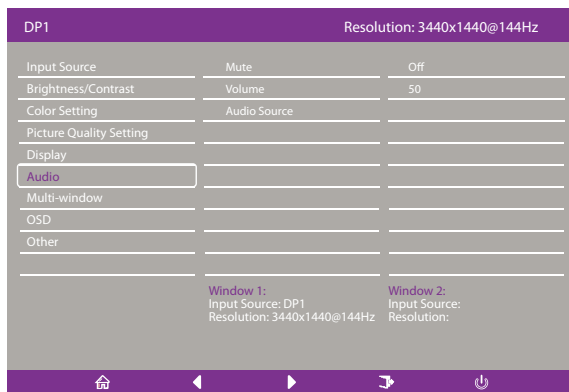 DP1 Resolution: 3440x1440@144Hz
Input Source Mute Off
Brightness/Contrast Volume 50
Color Setting Audio Source
Picture Quality Setting
Display
Audio
Multi-window
OSD
Other
Window 1: Window 2:
Input Source: DP1 Input Source:
Resolution: 3440x1440@144Hz Resolution: